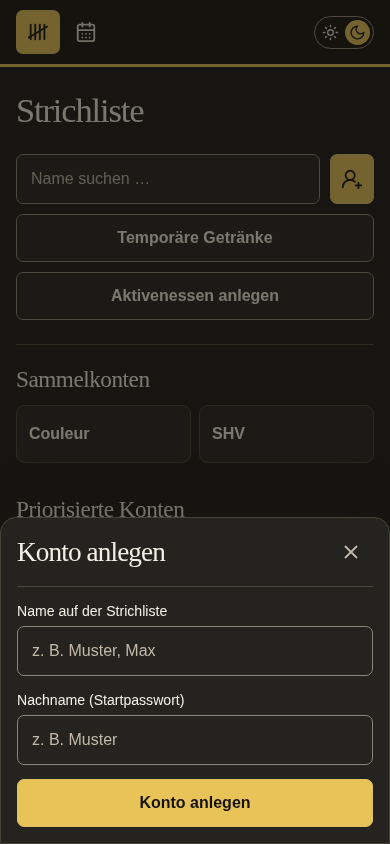 Strichliste
Name suchen …
Temporäre Getränke
Aktivenessen anlegen
Sammelkonten
Couleur
SHV
Priorisierte Konten
Konto anlegen
Name auf der Strichliste
z. B. Muster, Max
Nachname (Startpasswort)
z. B. Muster
Konto anlegen